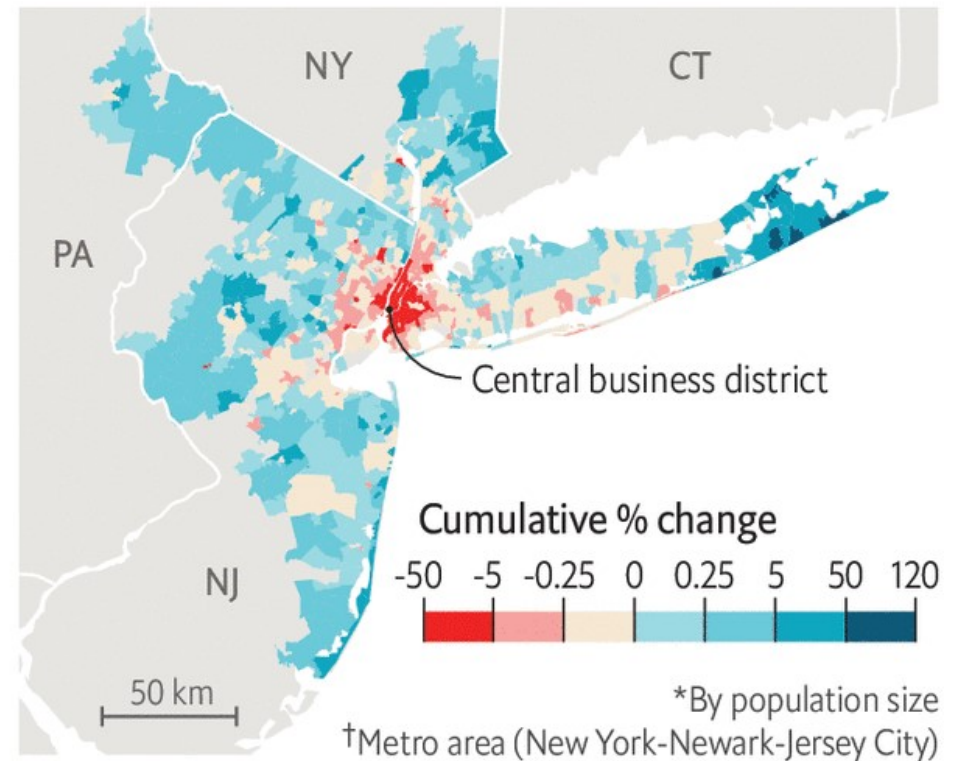 NY
CT
PA
Central business district
Cumulative % change
-50 -5 -0.25 0 0.25 5 50 120
NJ
50 km
*By population size
†Metro area (New York-Newark-Jersey City)